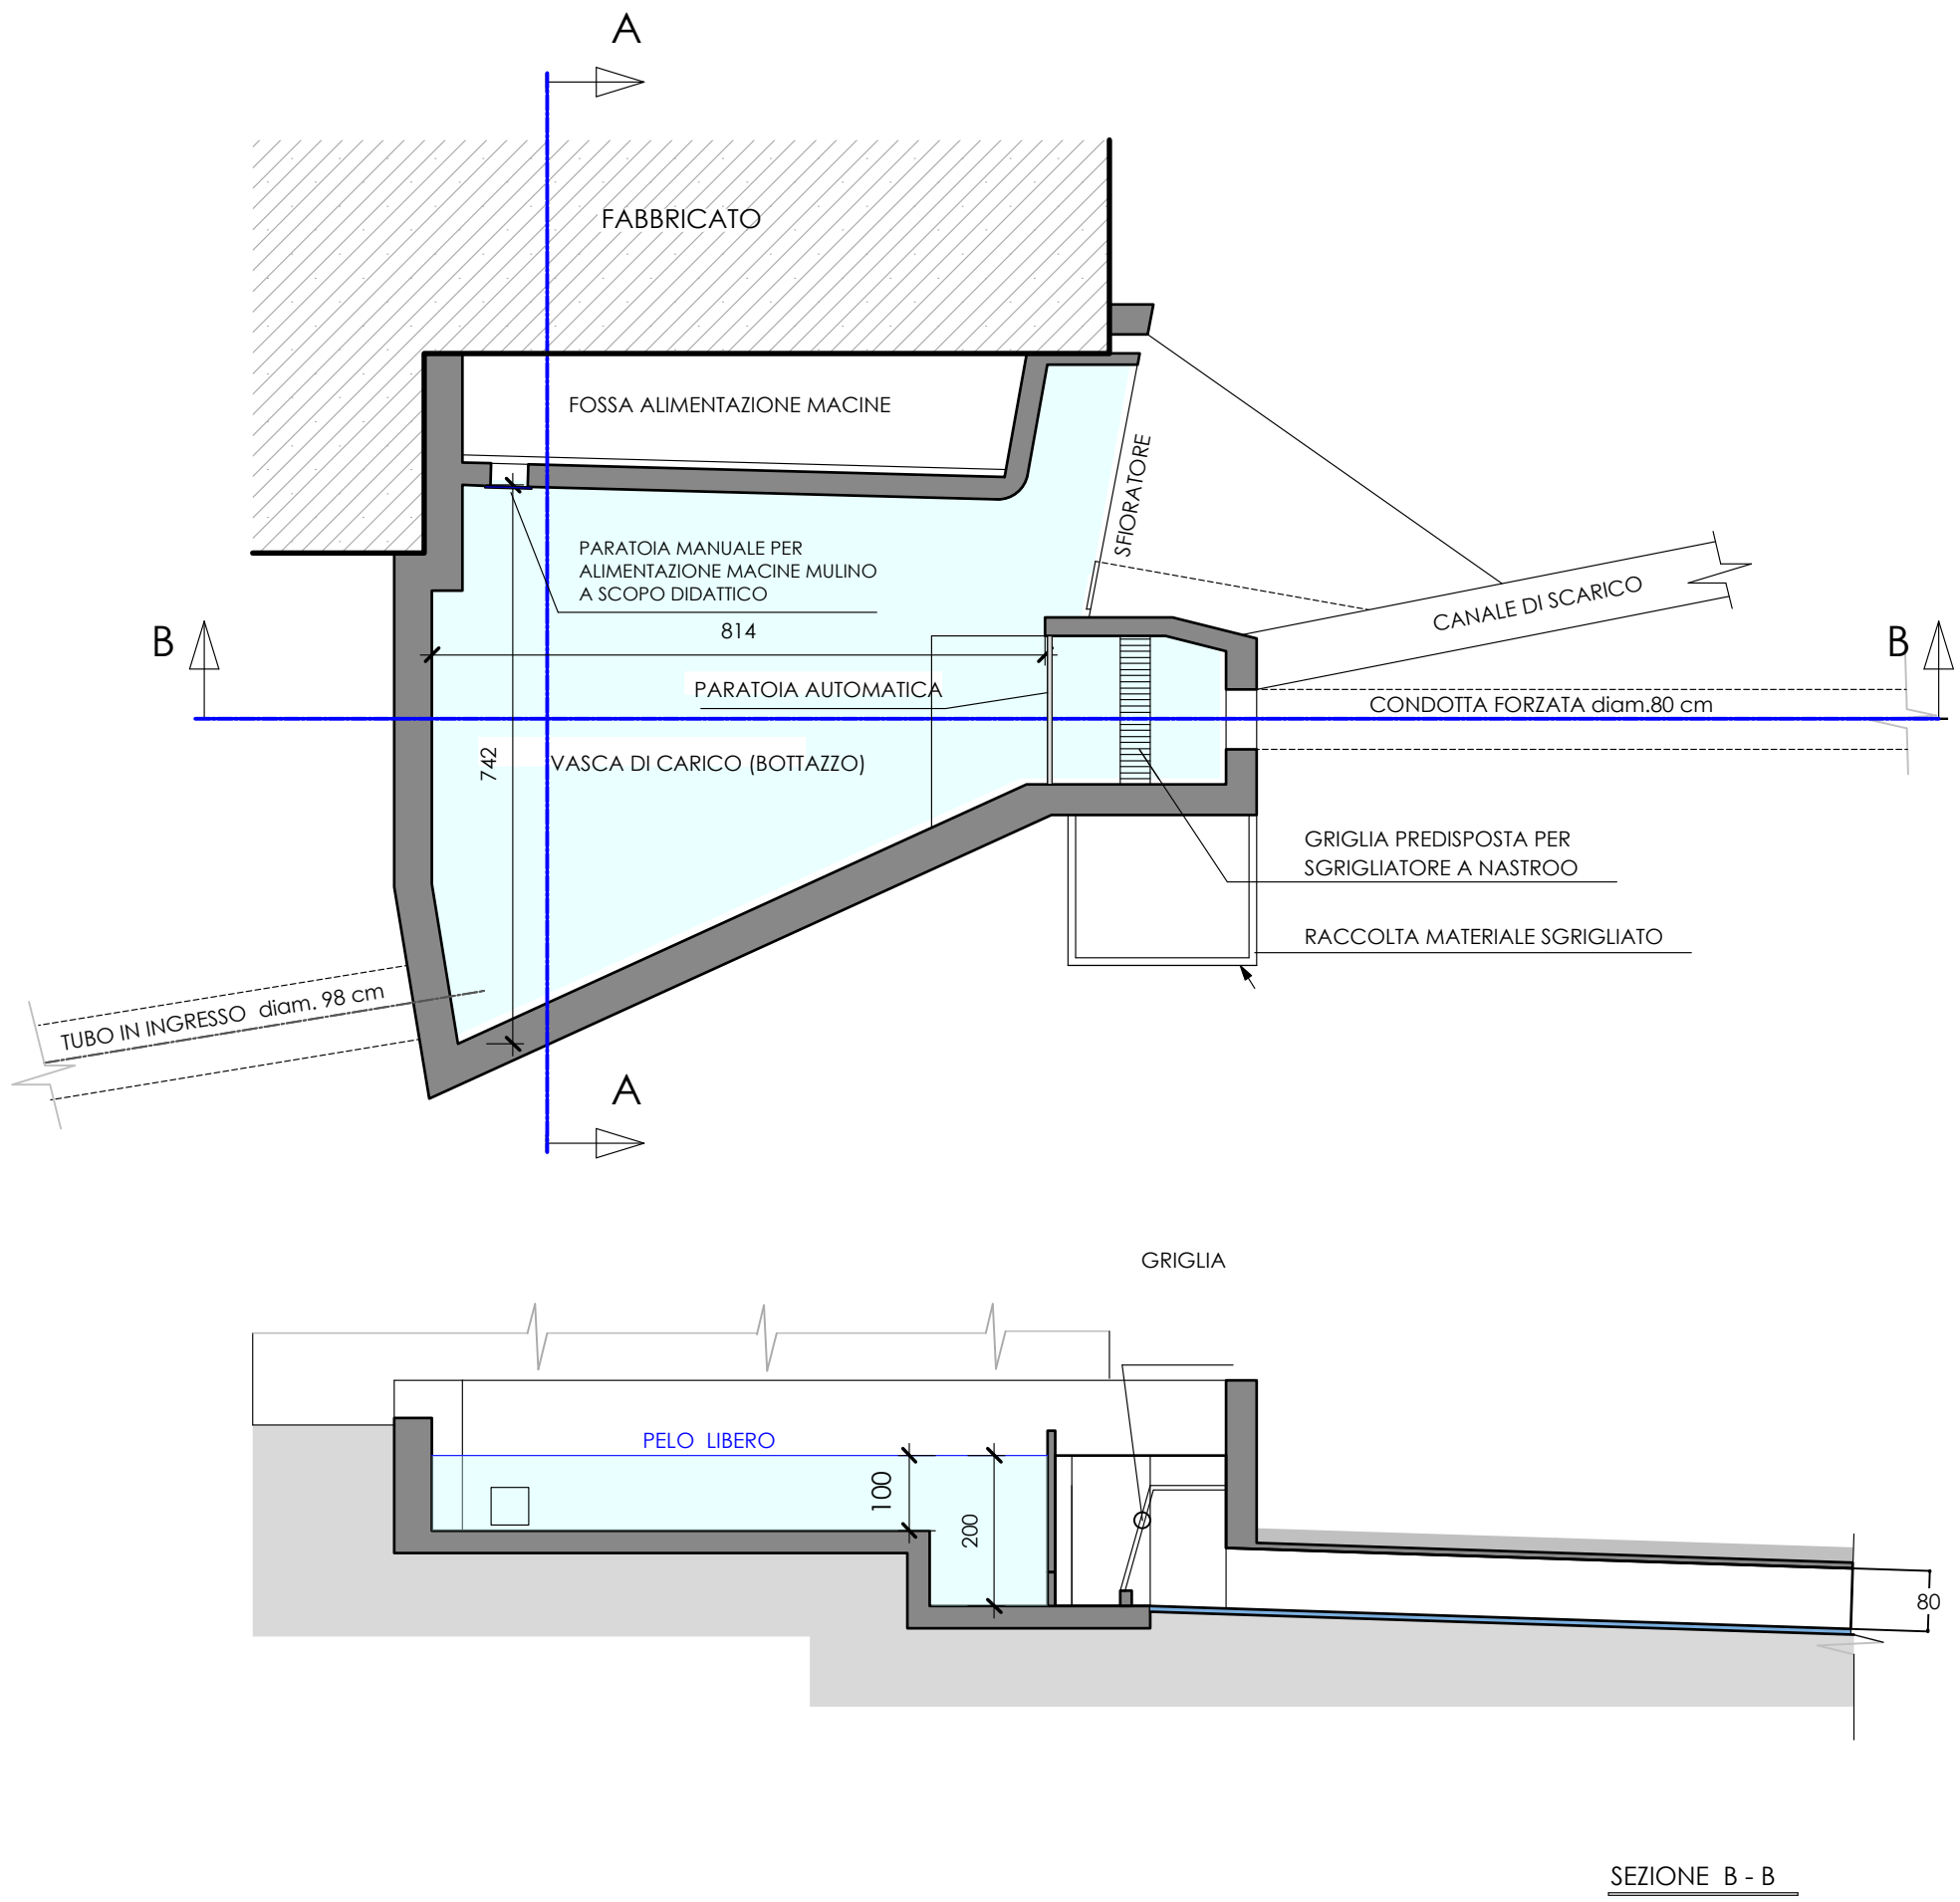 A
FABBRICATO
FOSSA ALIMENTAZIONE MACINE
SFIORATORE
PARATOIA MANUALE PER
ALIMENTAZIONE MACINE MULINO
A SCOPO DIDATTICO
814
CANALE DI SCARICO
B
B
PARATOIA AUTOMATICA
CONDOTTA FORZATA diam.80 cm
742
VASCA DI CARICO (BOTTAZZO)
GRIGLIA PREDISPOSTA PER
SGRIGLIATORE A NASTROO
RACCOLTA MATERIALE SGRIGLIATO
TUBO IN INGRESSO diam. 98 cm
A
GRIGLIA
PELO LIBERO
100
200
80
SEZIONE B - B